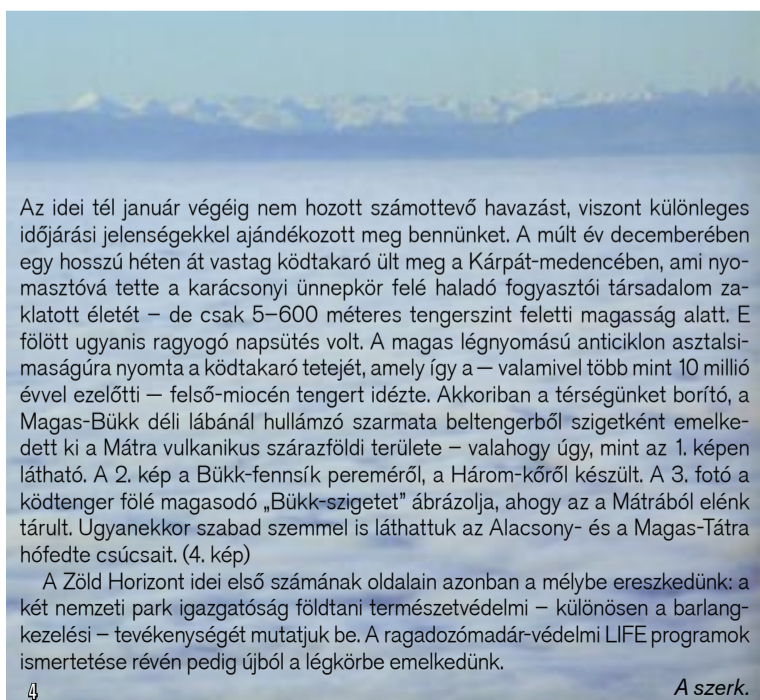 Az idei tél január végéig nem hozott számottevő havazást, viszont különleges
időjárási jelenségekkel ajándékozott meg bennünket. A múlt év decemberében
egy hosszú héten át vastag ködtakaró ült meg a Kárpát-medencében, ami nyo-
masztóvá tette a karácsonyi ünnepkör felé haladó fogyasztói társadalom za-
klatott életét – de csak 5–600 méteres tengerszint feletti magasság alatt. E
fölött ugyanis ragyogó napsütés volt. A magas légnyomású anticiklon asztalsi-
maságúra nyomta a ködtakaró tetejét, amely így a — valamivel több mint 10 millió
évvel ezelőtti — felső-miocén tengert idézte. Akkoriban a térségünket borító, a
Magas-Bükk déli lábánál hullámzó szarmata beltengerből szigetként emelke-
dett ki a Mátra vulkanikus szárazföldi területe – valahogy úgy, mint az 1. képen
látható. A 2. kép a Bükk-fennsík pereméről, a Három-kőről készült. A 3. fotó a
ködtenger fölé magasodó „Bükk-szigetet” ábrázolja, ahogy az a Mátrából elénk
tárult. Ugyanekkor szabad szemmel is láthattuk az Alacsony- és a Magas-Tátra
hófedte csúcsait. (4. kép)
A Zöld Horizont idei első számának oldalain azonban a mélybe ereszkedünk: a
két nemzeti park igazgatóság földtani természetvédelmi – különösen a barlang-
kezelési – tevékenységét mutatjuk be. A ragadozómadár-védelmi LIFE programok
ismertetése révén pedig újból a légkörbe emelkedünk.
4
A szerk.